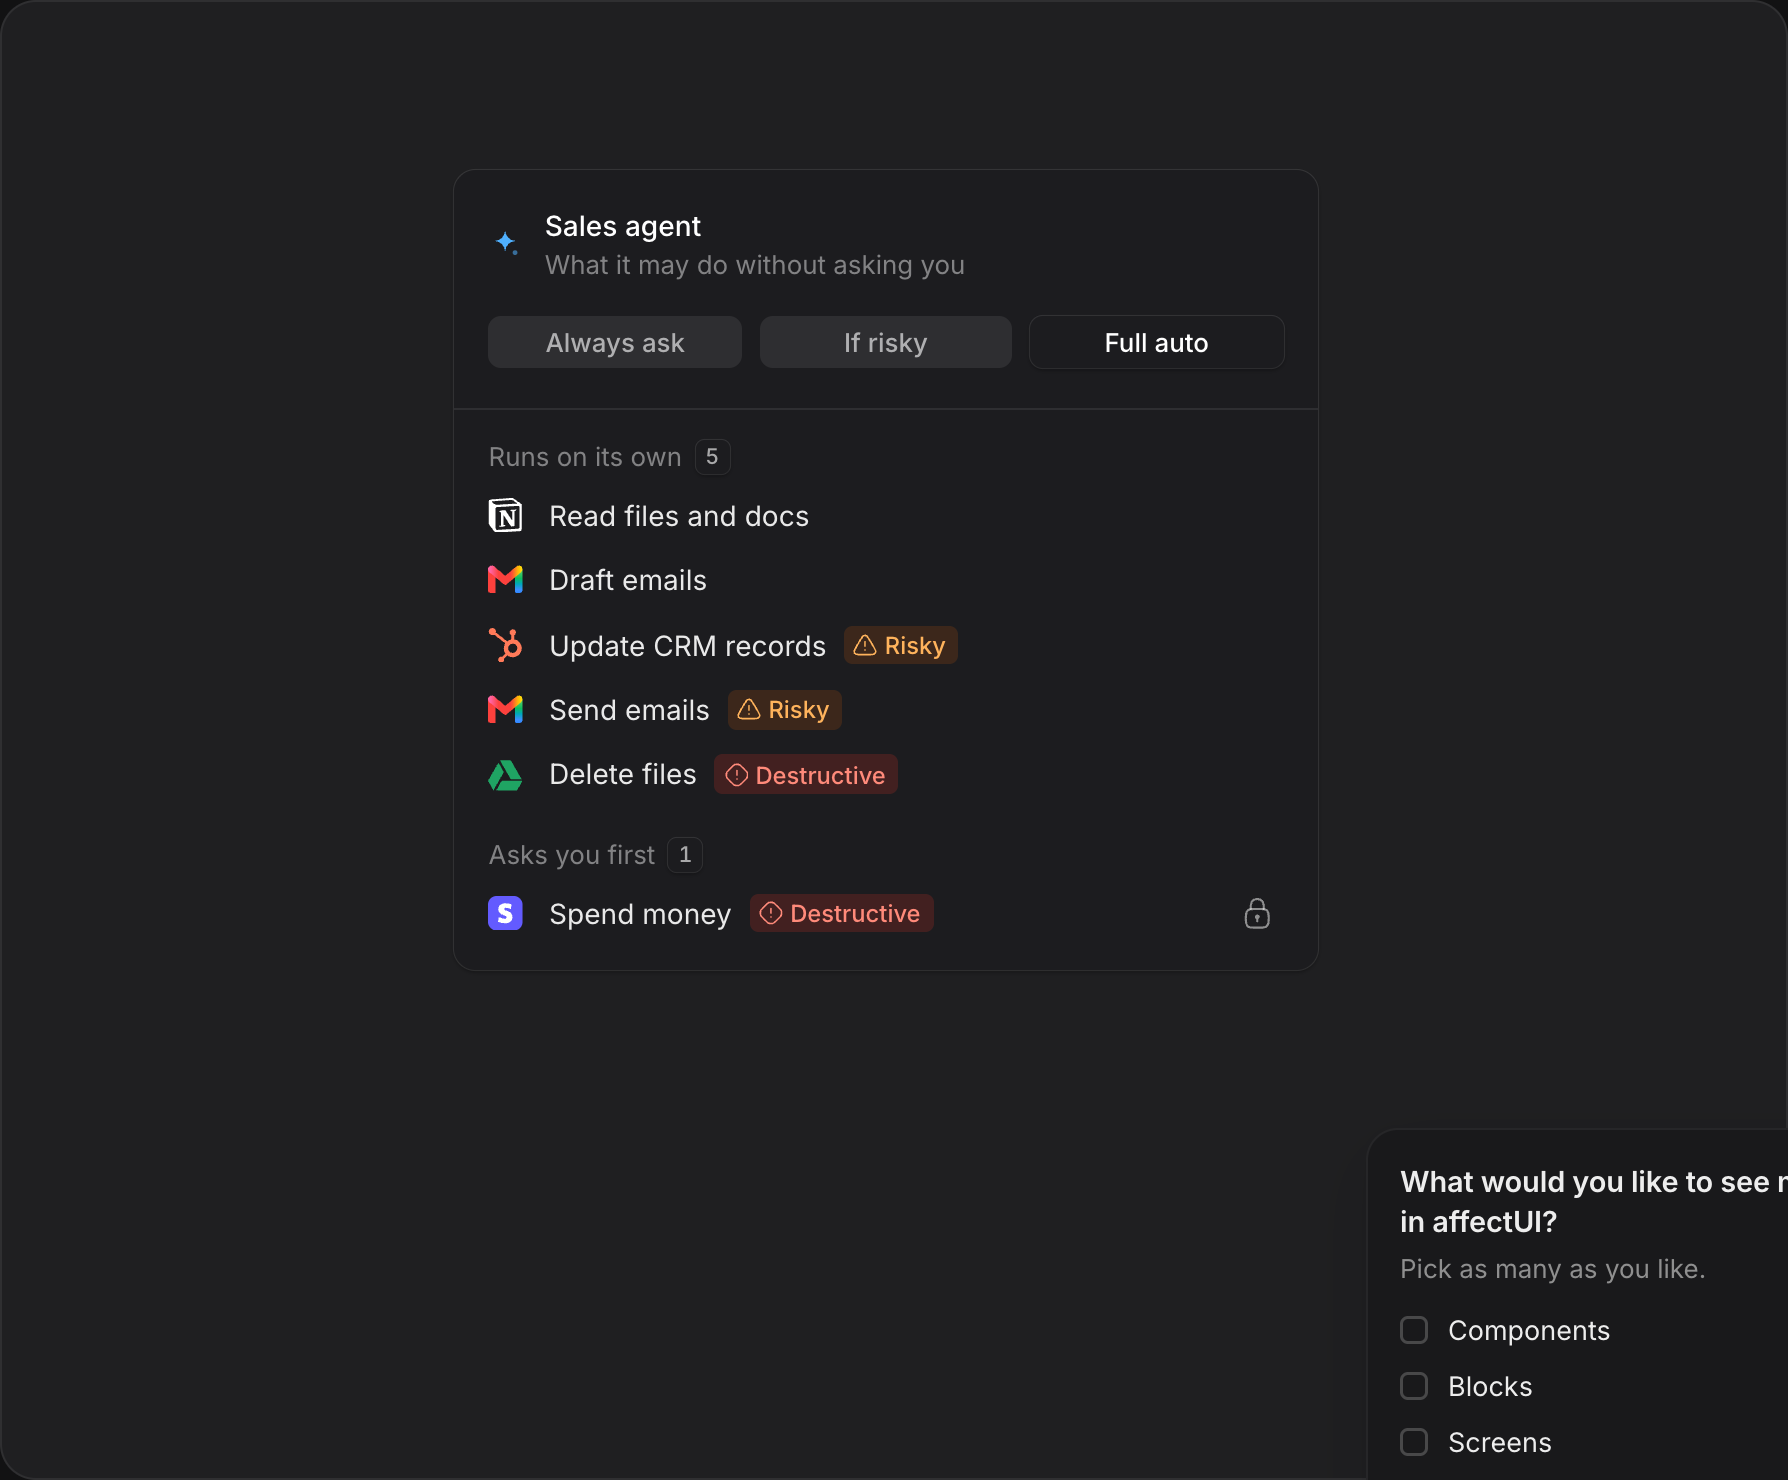 Sales agent
What it may do without asking you
Always ask
If risky
Full auto
Runs on its own 5
Read files and docs
Draft emails
Update CRM records Risky
Send emails Risky
Delete files Destructive
Asks you first 1
Spend money Destructive
What would you like to see
in affectUI?
Pick as many as you like.
Components
Blocks
Screens